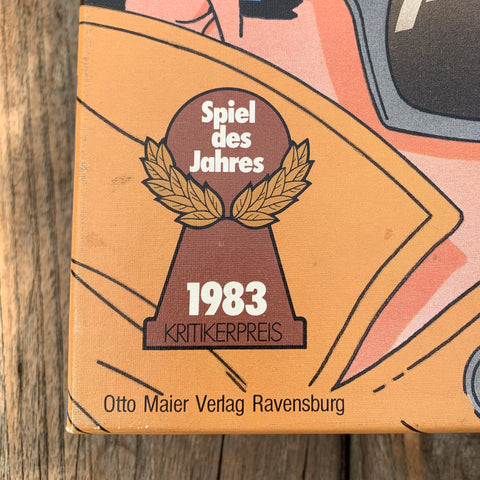 Spiel
des
Jahres
1983
KRITIKERPREIS
Otto Maier Verlag Ravensburg